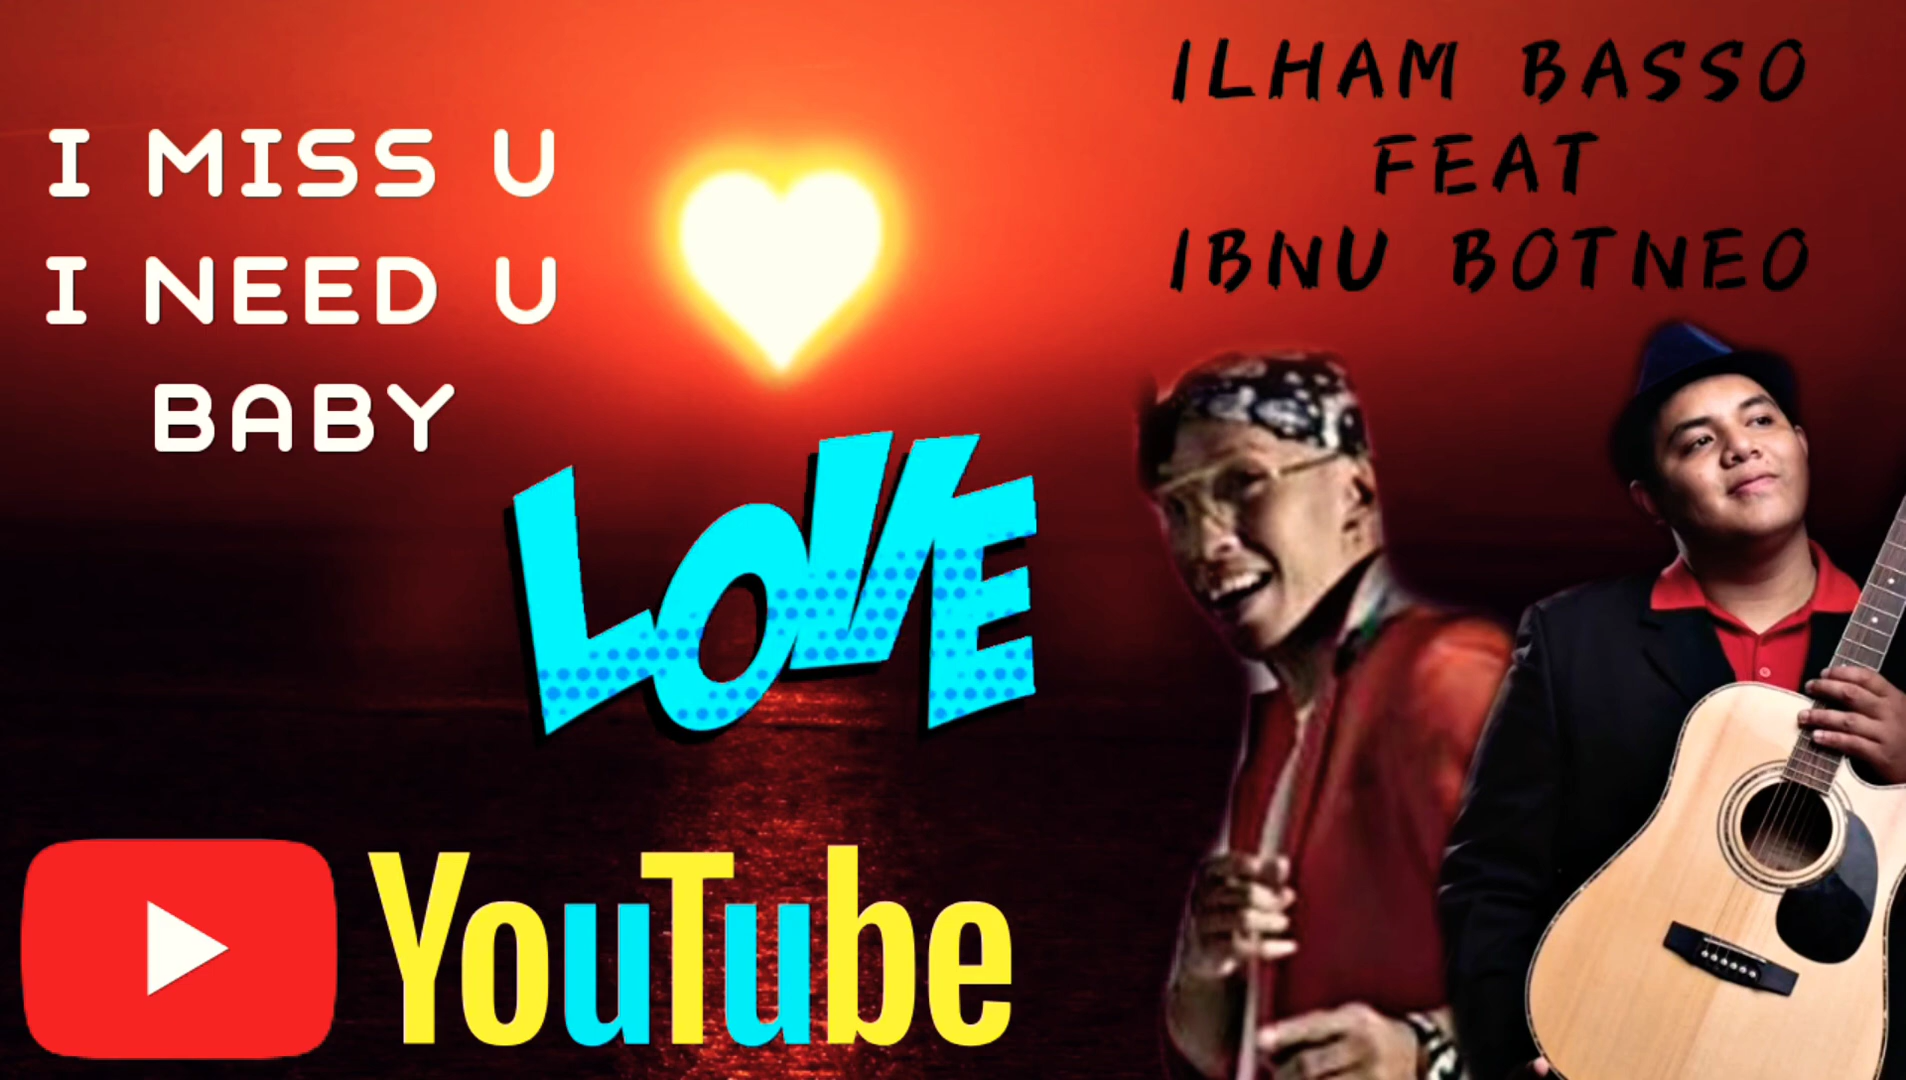 I MISS U
I NEED U
BABY
ILHAM BASSO
FEAT
IBNU BOTNEO
LOVE
YouTube